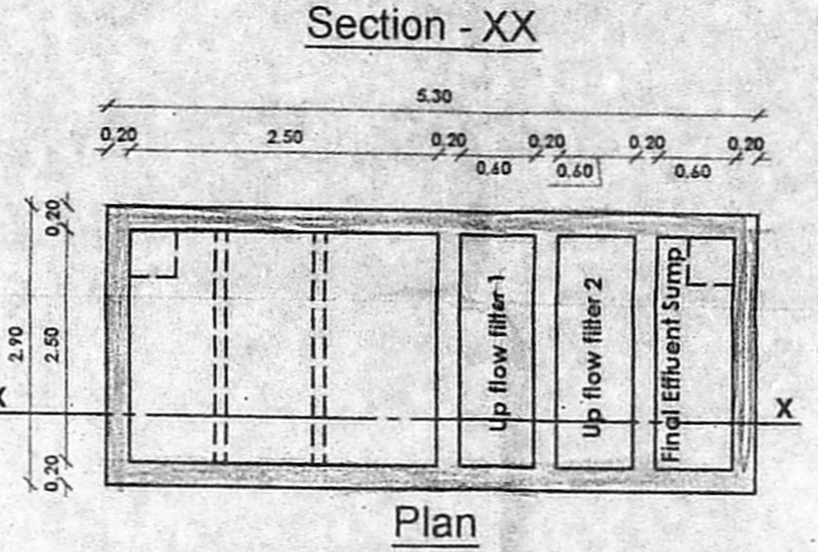 Section - XX
5.30
0.20 2.50 0.20 0.20 0.20 0.20
0.60 0.60 0.60
0.20
2.90 2.50
0.20
Up flow filter 1
Up flow filter 2
Final Effluent Sump
X X
Plan